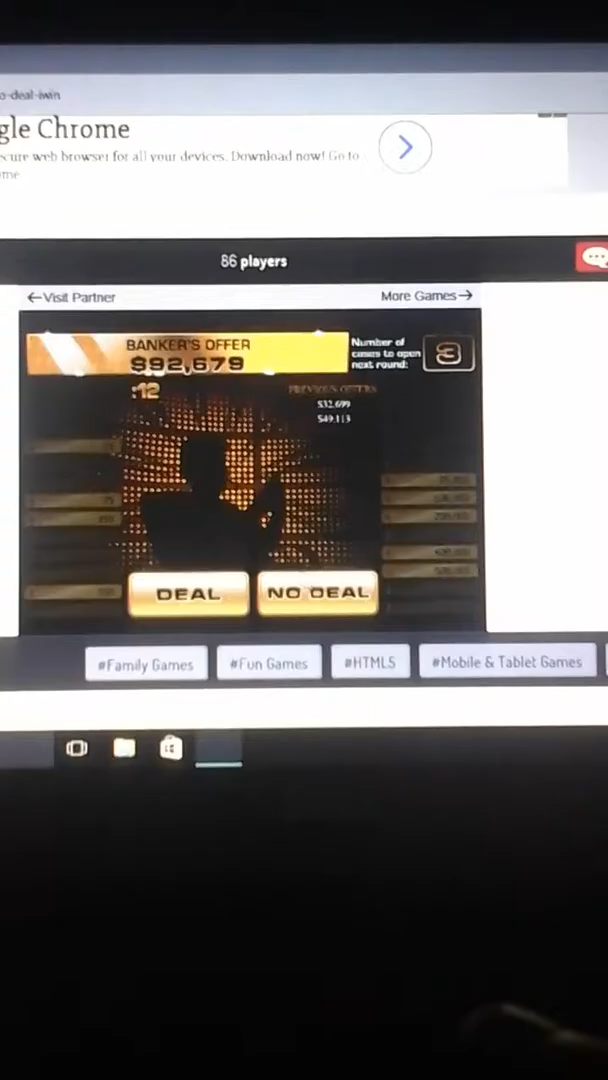 o-deal-iwin
gle Chrome
ecure web browser for all your devices. Download now! Go to
me
86 players
←Visit Partner
More Games→
BANKER'S OFFER
$92,679
Number of
cases to open
next round:
3
:12
PREVIOUS OFFERS
$32,699
$49,113
DEAL
NO DEAL
#Family Games
#Fun Games
#HTML5
#Mobile & Tablet Games